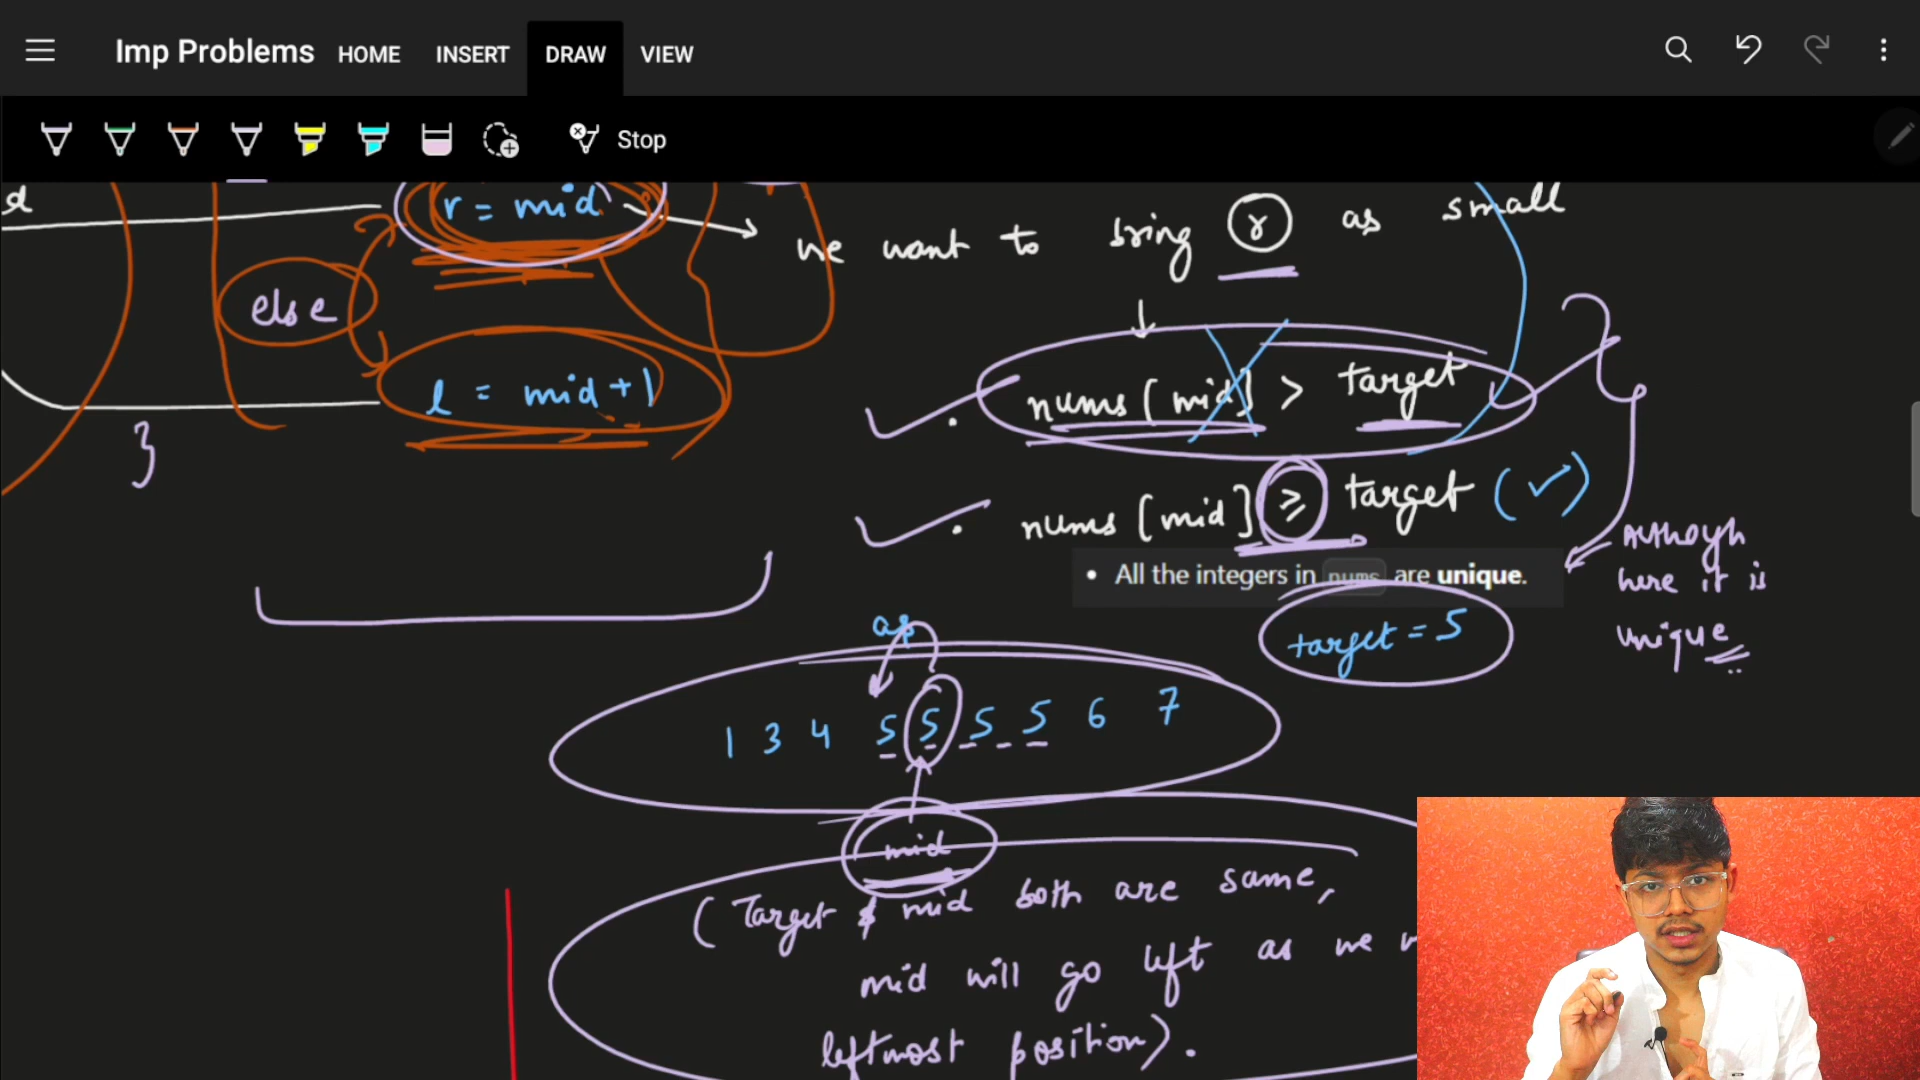 Imp Problems HOME INSERT DRAW VIEW
Stop
d
r = mid
we want to bring r as small
else
l = mid + 1
}
nums [mid] > target
nums [mid] ≥ target (✓)
• All the integers in nums are unique.
Although
here it is
unique
target = 5
as
1 3 4 5 5 5 5 6 7
mid
(Target & mid both are same,
mid will go left as we
leftmost position).